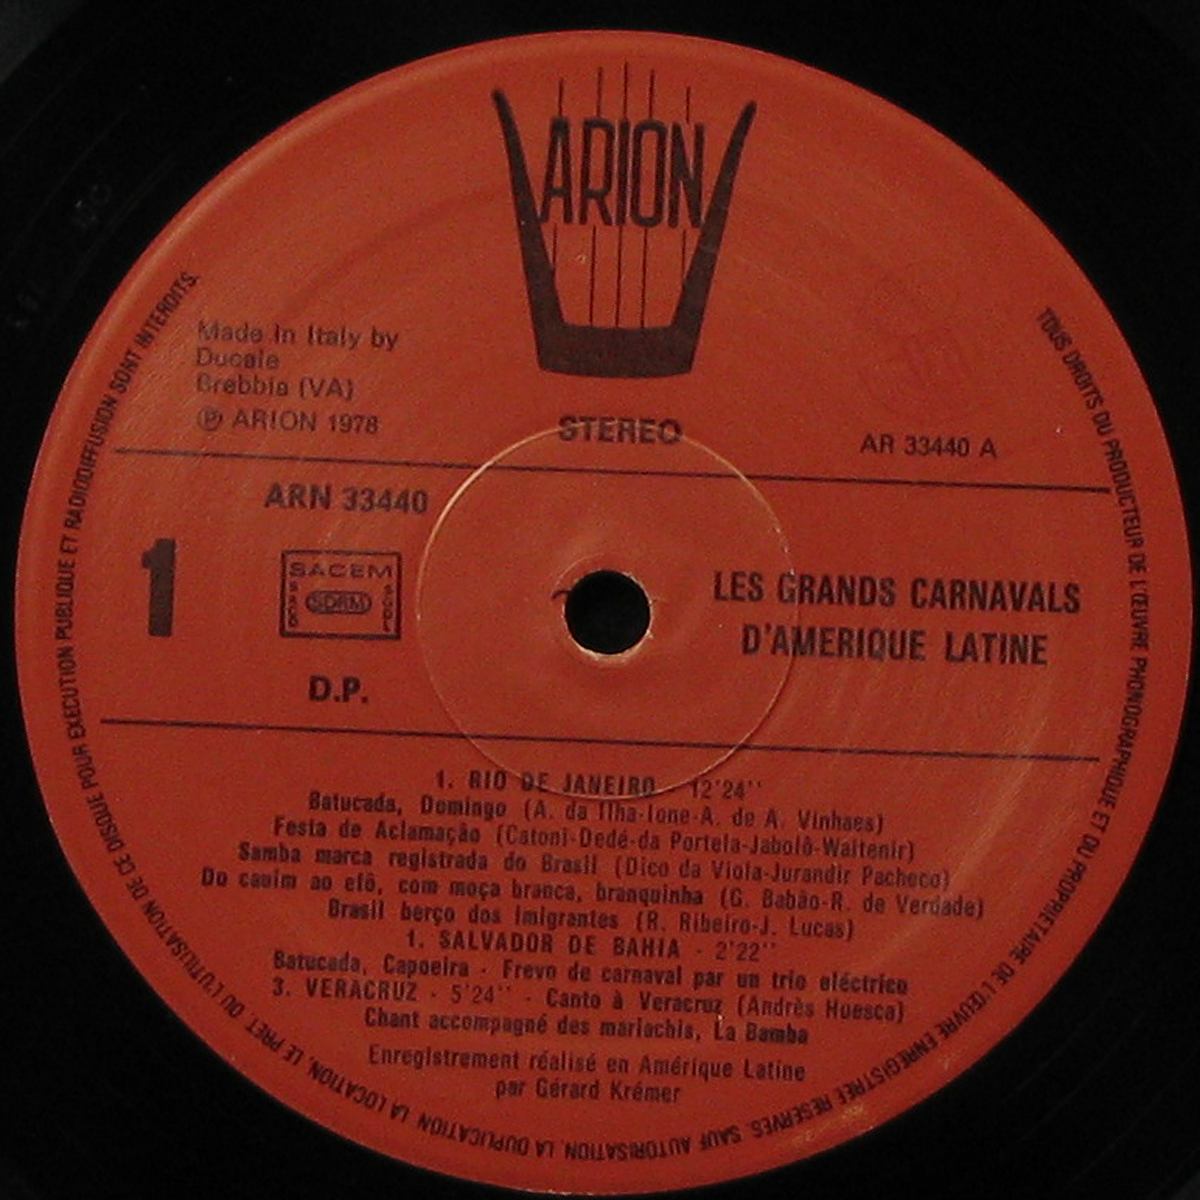 ARION
Made in Italy by
Ducale
Brebbia (VA)
℗ ARION 1978
STEREO
AR 33440 A
ARN 33440
1
SACEM
SACD
SDRM
SGDL
D.P.
LES GRANDS CARNAVALS
D'AMERIQUE LATINE
1. RIO DE JANEIRO 12'24''
Batucada, Domingo (A. da Ilha-Ione-A. de A. Vinhaes)
Festa de Aclamação (Catoni-Dedé-da Portela-Jabolô-Waltenir)
Samba marca registrada do Brasil (Dico da Viola-Jurandir Pacheco)
Do cauim ao efô, com moça branca, branquinha (G. Babão-R. de Verdade)
Brasil berço dos imigrantes (R. Ribeiro-J. Lucas)
1. SALVADOR DE BAHIA - 2'22''
Batucada, Capoeira - Frevo de carnaval par un trio eléctrico
3. VERACRUZ - 5'24'' - Canto à Veracruz (Andrès Huesca)
Chant accompagné des mariachis, La Bamba
Enregistrement réalisé en Amérique Latine
par Gérard Krémer
TOUS DROITS DU PRODUCTEUR DE L'ŒUVRE PHONOGRAPHIQUE ET DU PROPRIETAIRE DE L'ŒUVRE ENREGISTREE RESERVES. SAUF AUTORISATION, LA DUPLICATION, LA LOCATION, LE PRET OU L'UTILISATION DE CE DISQUE POUR EXECUTION PUBLIQUE ET RADIODIFFUSION SONT INTERDITS.